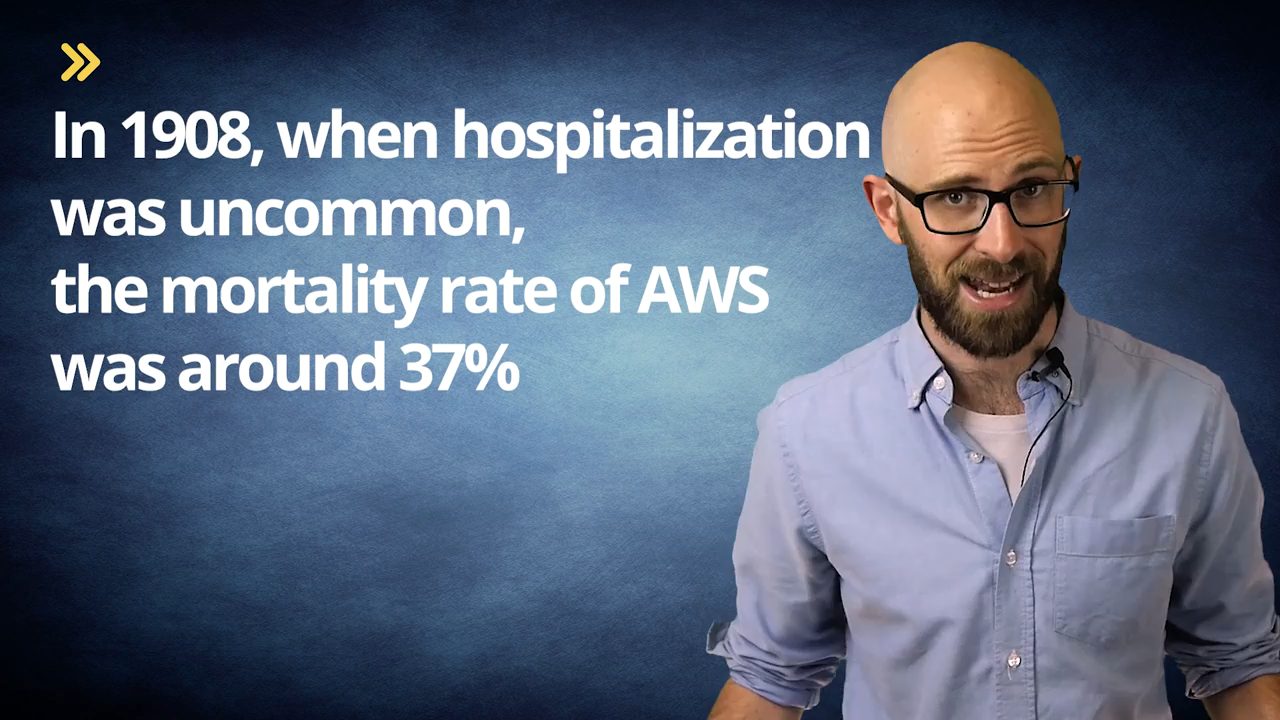 In 1908, when hospitalization
was uncommon,
the mortality rate of AWS
was around 37%